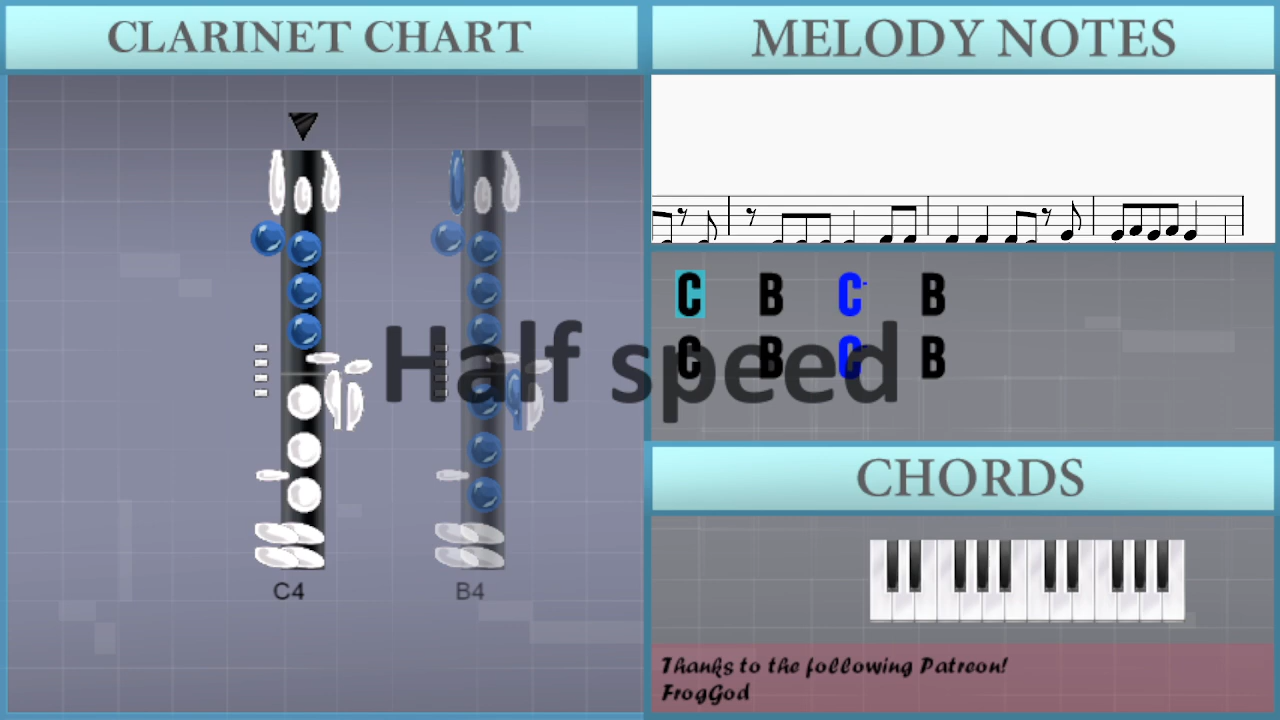 CLARINET CHART
MELODY NOTES
C B C- B
C B C B
Half speed
C4 B4
CHORDS
Thanks to the following Patreon!
FrogGod